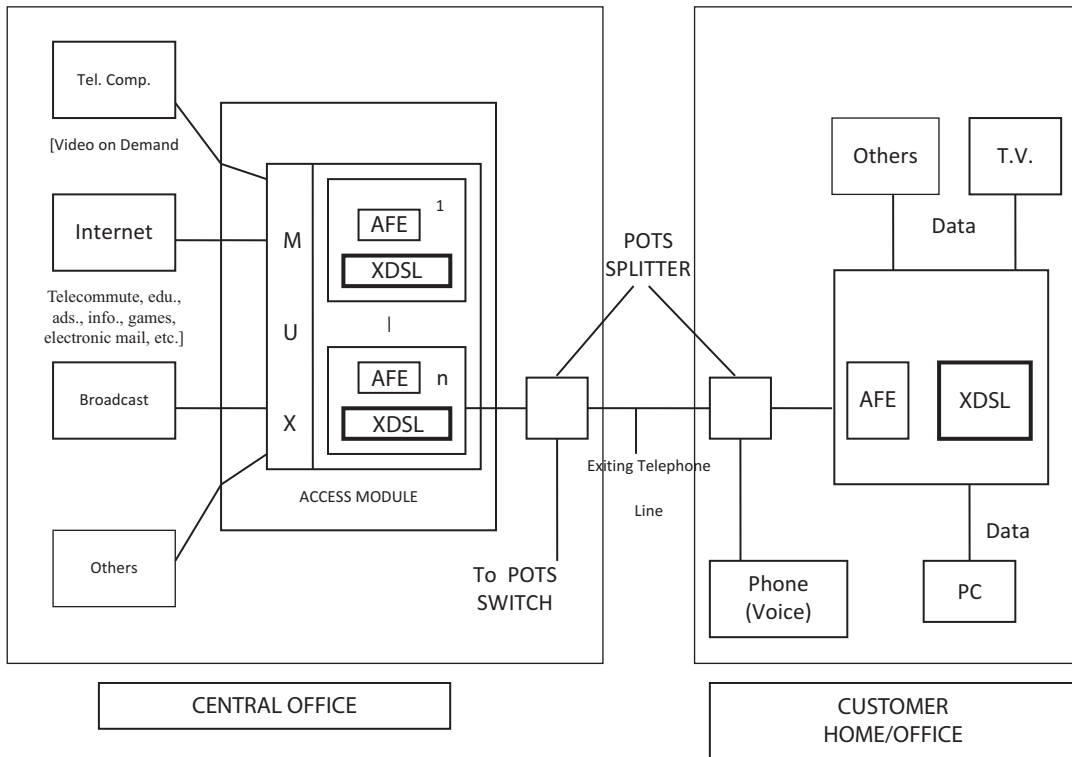 Tel. Comp.
[Video on Demand
Internet
Telecommute, edu.,
ads., info., games,
electronic mail, etc.]
Broadcast
Others
M
U
X
AFE
1
XDSL
|
AFE
n
XDSL
ACCESS MODULE
POTS
SPLITTER
To POTS
SWITCH
Exiting Telephone
Line
Others
T.V.
Data
AFE
XDSL
Data
Phone
(Voice)
PC
CENTRAL OFFICE
CUSTOMER
HOME/OFFICE